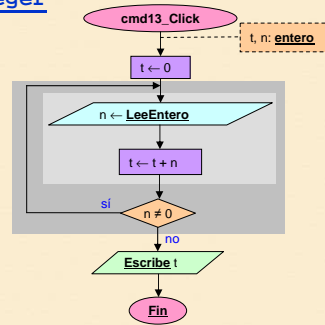 cmd13_Click
t, n: entero
t ← 0
n ← LeeEntero
t ← t + n
sí
n ≠ 0
no
Escribe t
Fin